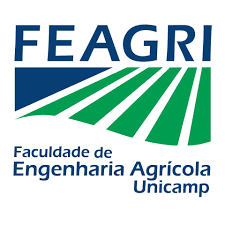 FEAGRI
Faculdade de
Engenharia Agrícola
Unicamp